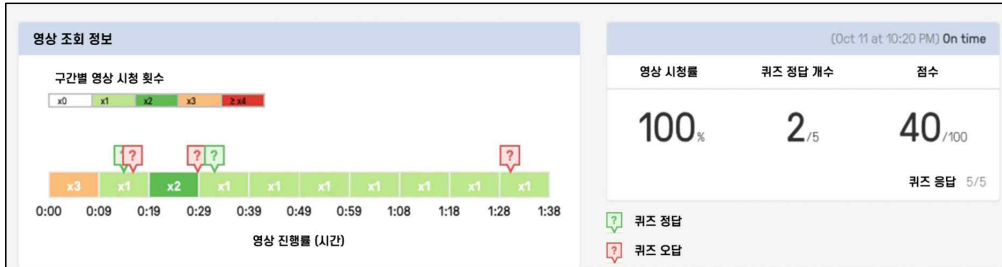 영상 조회 정보
구간별 영상 시청 횟수
x0 x1 x2 x3 ≥x4
? ? ? ? ?
x3 x1 x2 x1 x1 x1 x1 x1 x1 x1
0:00 0:09 0:19 0:29 0:39 0:49 0:59 1:08 1:18 1:28 1:38
영상 진행률 (시간)
(Oct 11 at 10:20 PM) On time
영상 시청률 퀴즈 정답 개수 점수
100% 2/5 40/100
퀴즈 응답 5/5
? 퀴즈 정답
? 퀴즈 오답